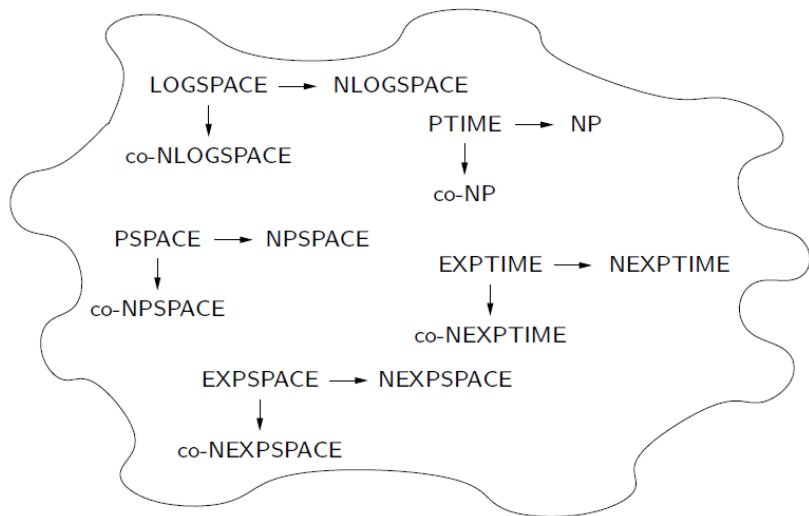 LOGSPACE NLOGSPACE
PTIME NP
co-NLOGSPACE
co-NP
PSPACE NPSPACE
EXPTIME NEXPTIME
co-NPSPACE
co-NEXPTIME
EXPSPACE NEXPSPACE
co-NEXPSPACE